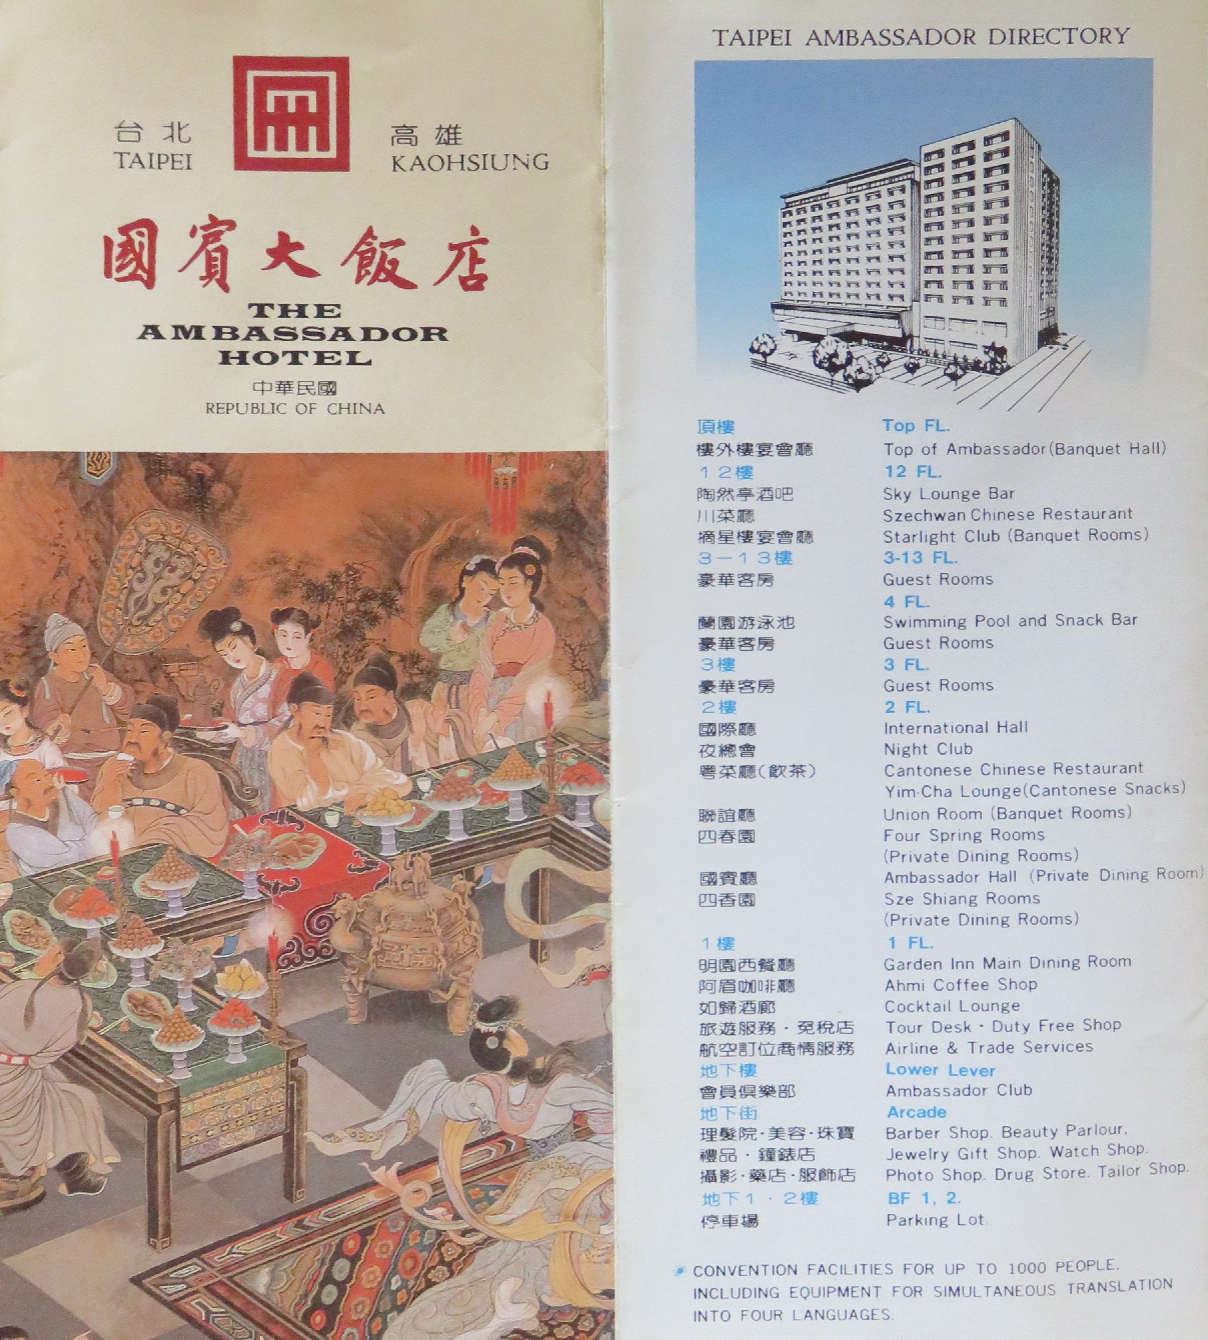 台北
TAIPEI
高雄
KAOHSIUNG
國賓大飯店
THE
AMBASSADOR
HOTEL
中華民國
REPUBLIC OF CHINA
TAIPEI AMBASSADOR DIRECTORY
頂樓 Top FL.
樓外樓宴會廳 Top of Ambassador(Banquet Hall)
12樓 12 FL.
陶然亭酒吧 Sky Lounge Bar
川菜廳 Szechwan Chinese Restaurant
摘星樓宴會廳 Starlight Club (Banquet Rooms)
3－13樓 3-13 FL.
豪華客房 Guest Rooms
4 FL.
蘭園游泳池 Swimming Pool and Snack Bar
豪華客房 Guest Rooms
3樓 3 FL.
豪華客房 Guest Rooms
2樓 2 FL.
國際廳 International Hall
夜總會 Night Club
粵菜廳(飲茶) Cantonese Chinese Restaurant
Yim-Cha Lounge(Cantonese Snacks)
聯誼廳 Union Room (Banquet Rooms)
四春園 Four Spring Rooms
(Private Dining Rooms)
國賓廳 Ambassador Hall (Private Dining Room)
四香園 Sze Shiang Rooms
(Private Dining Rooms)
1樓 1 FL.
明園西餐廳 Garden Inn Main Dining Room
阿眉咖啡廳 Ahmi Coffee Shop
如歸酒廊 Cocktail Lounge
旅遊服務・免稅店 Tour Desk・Duty Free Shop
航空訂位商情服務 Airline & Trade Services
地下樓 Lower Lever
會員俱樂部 Ambassador Club
地下街 Arcade
理髮院・美容・珠寶 Barber Shop. Beauty Parlour,
禮品・鐘錶店 Jewelry Gift Shop. Watch Shop.
攝影・藥店・服飾店 Photo Shop. Drug Store. Tailor Shop.
地下1・2樓 BF 1, 2.
停車場 Parking Lot.
CONVENTION FACILITIES FOR UP TO 1000 PEOPLE,
INCLUDING EQUIPMENT FOR SIMULTANEOUS TRANSLATION
INTO FOUR LANGUAGES.